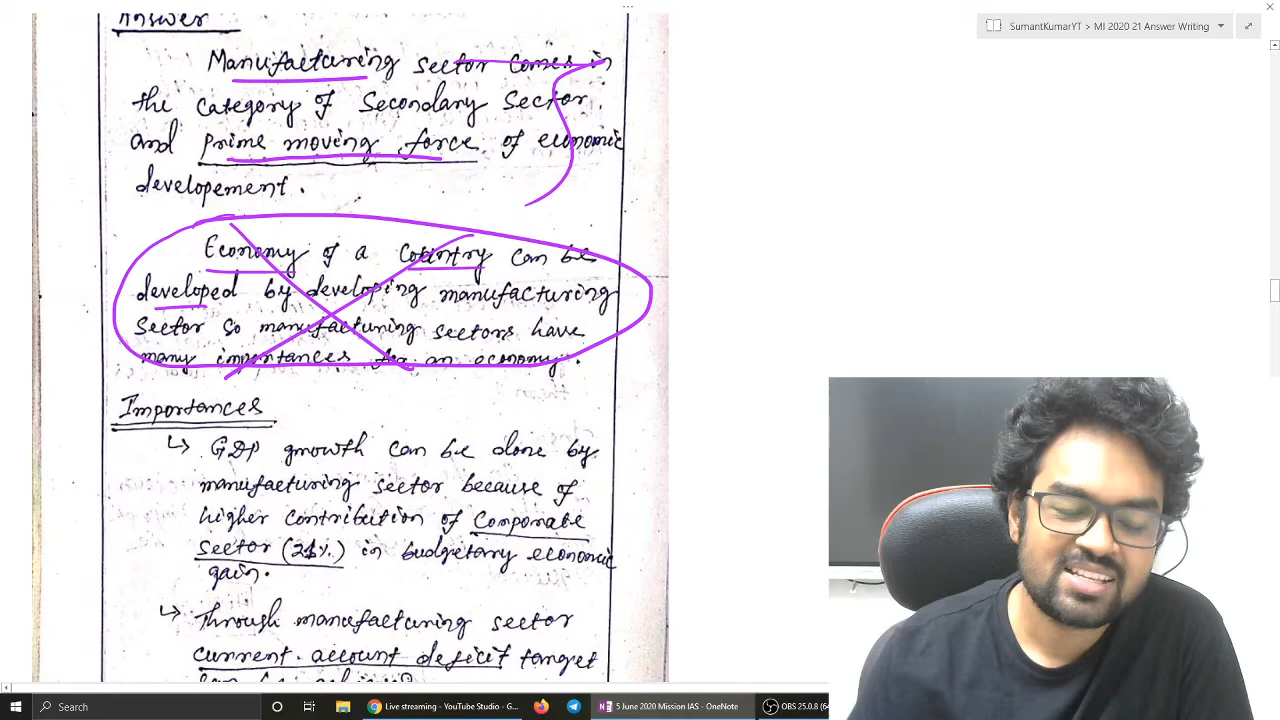 Answer
SumantKumarYT > MI 2020 21 Answer Writing
Manufacturing sector comes in
the category of Secondary Sector,
and prime moving force of economic
developement.
Economy of a Country can be
developed by developing manufacturing
Sector so manufacturing sectors have
many importances for an economy.
Importances
↳ GDP growth can be done by
manufacturing sector because of
higher contribution of Corporate
Sector (21%) in budgetary economic
gain.
↳ Through manufacturing sector
current account deficit target
Search
Live streaming - YouTube Studio - G...
5 June 2020 Mission IAS - OneNote
OBS 25.0.8 (64